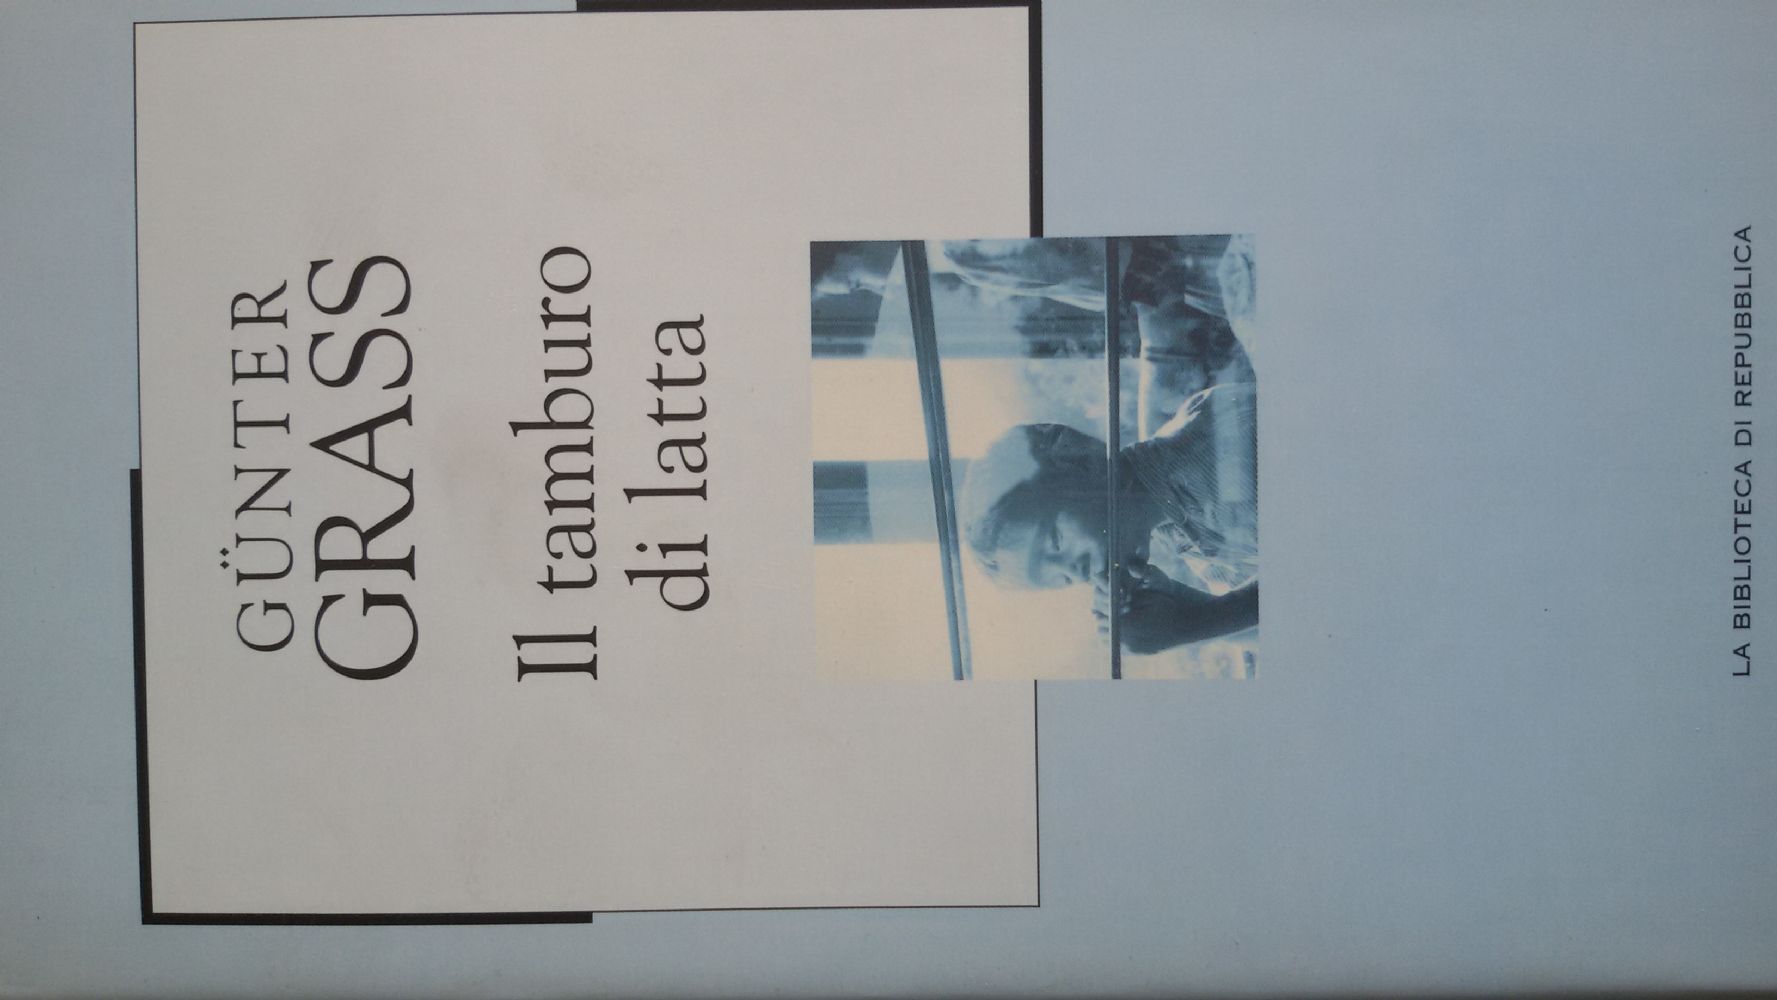 GÜNTER
GRASS
Il tamburo
di latta
LA BIBLIOTECA DI REPUBBLICA